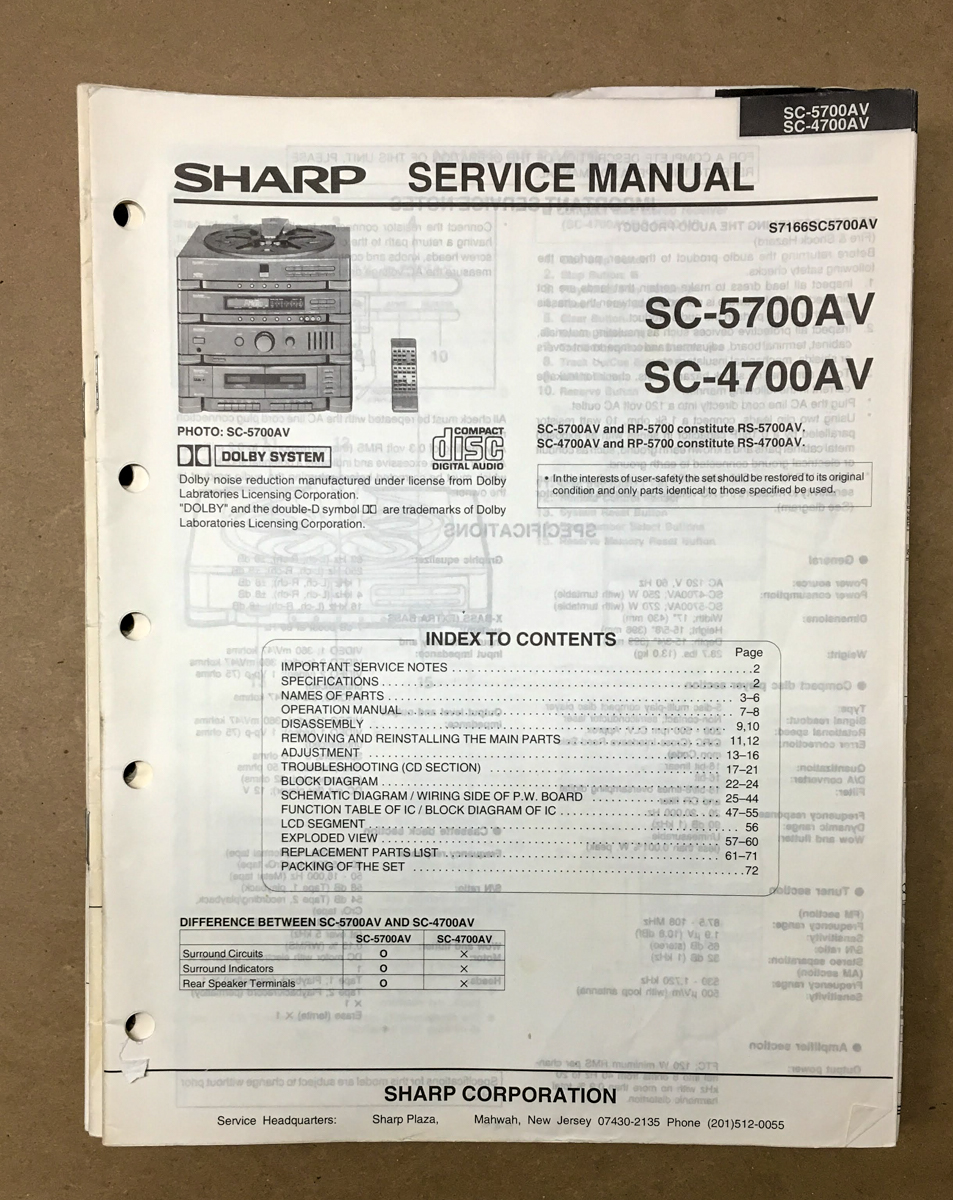 SC-5700AV
SC-4700AV
SHARP SERVICE MANUAL
S7166SC5700AV
SC-5700AV
SC-4700AV
PHOTO: SC-5700AV
DOLBY SYSTEM
COMPACT
disc
DIGITAL AUDIO
Dolby noise reduction manufactured under license from Dolby
Labratories Licensing Corporation.
"DOLBY" and the double-D symbol are trademarks of Dolby
Laboratories Licensing Corporation.
SC-5700AV and RP-5700 constitute RS-5700AV.
SC-4700AV and RP-5700 constitute RS-4700AV.
• In the interests of user-safety the set should be restored to its original
condition and only parts identical to those specified be used.
INDEX TO CONTENTS
Page
IMPORTANT SERVICE NOTES 2
SPECIFICATIONS 2
NAMES OF PARTS 3–6
OPERATION MANUAL 7–8
DISASSEMBLY 9,10
REMOVING AND REINSTALLING THE MAIN PARTS 11,12
ADJUSTMENT 13–16
TROUBLESHOOTING (CD SECTION) 17–21
BLOCK DIAGRAM 22–24
SCHEMATIC DIAGRAM / WIRING SIDE OF P.W. BOARD 25–44
FUNCTION TABLE OF IC / BLOCK DIAGRAM OF IC 47–55
LCD SEGMENT 56
EXPLODED VIEW 57–60
REPLACEMENT PARTS LIST 61–71
PACKING OF THE SET 72
DIFFERENCE BETWEEN SC-5700AV AND SC-4700AV
SC-5700AV SC-4700AV
Surround Circuits O ×
Surround Indicators O ×
Rear Speaker Terminals O ×
SHARP CORPORATION
Service Headquarters: Sharp Plaza, Mahwah, New Jersey 07430-2135 Phone (201)512-0055